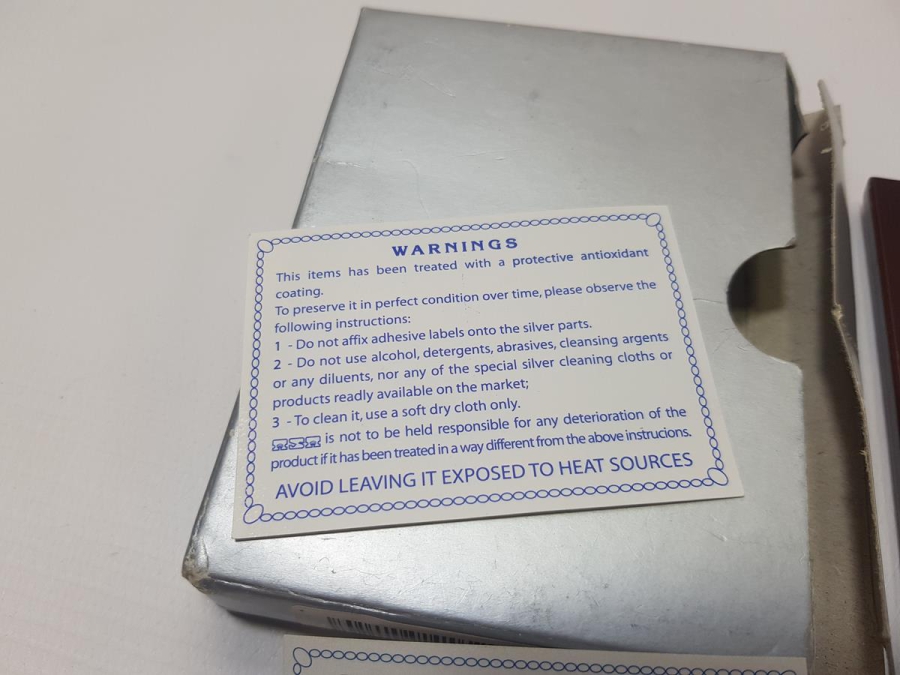 WARNINGS
This items has been treated with a protective antioxidant
coating.
To preserve it in perfect condition over time, please observe the
following instructions:
1 - Do not affix adhesive labels onto the silver parts.
2 - Do not use alcohol, detergents, abrasives, cleansing argents
or any diluents, nor any of the special silver cleaning cloths or
products readly available on the market;
3 - To clean it, use a soft dry cloth only.
is not to be held responsible for any deterioration of the
product if it has been treated in a way different from the above instrucions.
AVOID LEAVING IT EXPOSED TO HEAT SOURCES